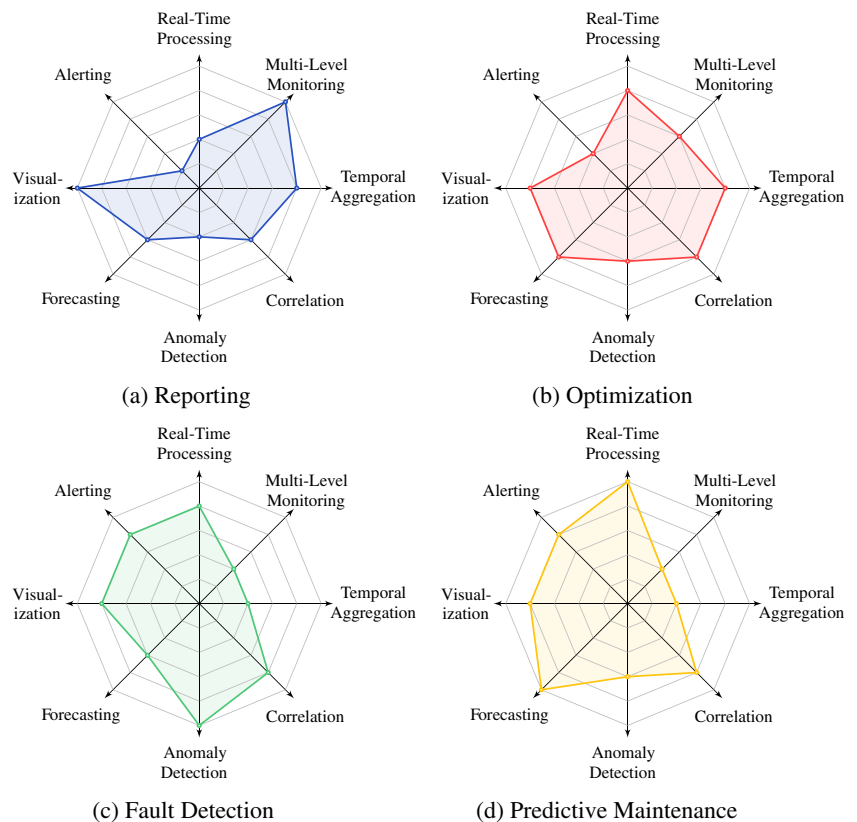 Real-Time
Processing
Multi-Level
Monitoring
Alerting
Visual-
ization
Temporal
Aggregation
Forecasting
Correlation
Anomaly
Detection
(a) Reporting
Real-Time
Processing
Multi-Level
Monitoring
Alerting
Visual-
ization
Temporal
Aggregation
Forecasting
Correlation
Anomaly
Detection
(b) Optimization
Real-Time
Processing
Multi-Level
Monitoring
Alerting
Visual-
ization
Temporal
Aggregation
Forecasting
Correlation
Anomaly
Detection
(c) Fault Detection
Real-Time
Processing
Multi-Level
Monitoring
Alerting
Visual-
ization
Temporal
Aggregation
Forecasting
Correlation
Anomaly
Detection
(d) Predictive Maintenance